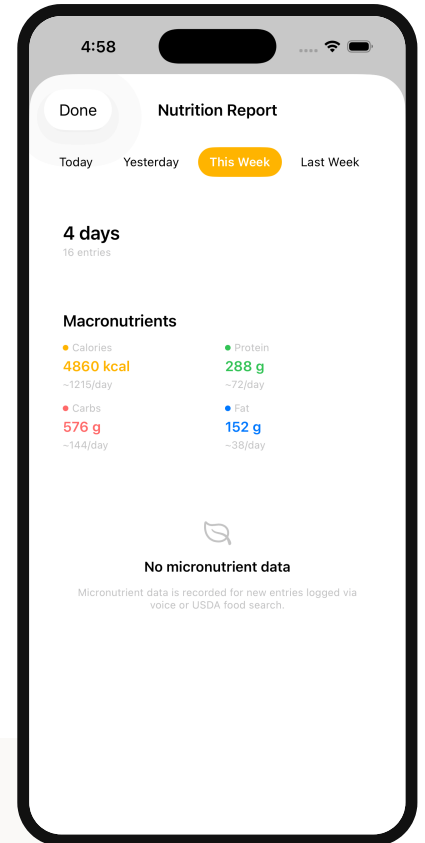 4:58
Done
Nutrition Report
Today
Yesterday
This Week
Last Week
4 days
16 entries
Macronutrients
Calories
4860 kcal
~1215/day
Protein
288 g
~72/day
Carbs
576 g
~144/day
Fat
152 g
~38/day
No micronutrient data
Micronutrient data is recorded for new entries logged via
voice or USDA food search.